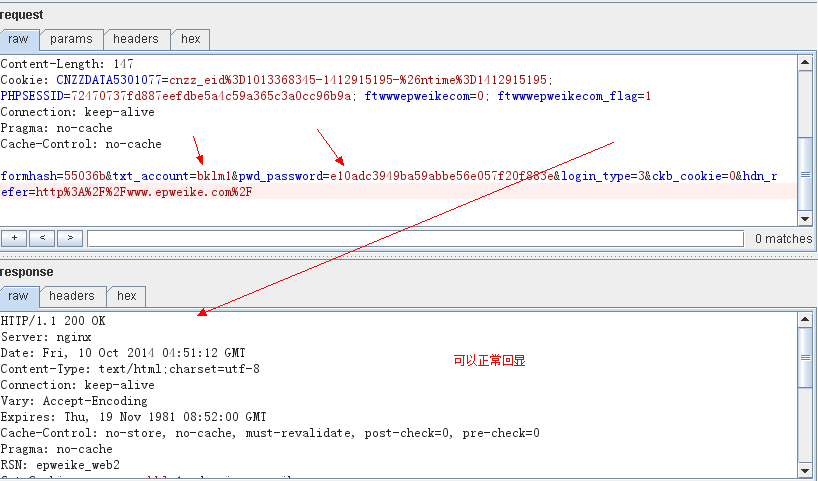 request
raw params headers hex
Content-Length: 147
Cookie: CNZZDATA5301077=cnzz_eid%3D1013368345-1412915195-%26ntime%3D1412915195;
PHPSESSID=72470737fd887eefdbe5a4c59a365c3a0cc96b9a; ftwwwepweikecom=0; ftwwwepweikecom_flag=1
Connection: keep-alive
Pragma: no-cache
Cache-Control: no-cache
formhash=55036b&txt_account=bklm1&pwd_password=e10adc3949ba59abbe56e057f20f883e&login_type=3&ckb_cookie=0&hdn_r
efer=http%3A%2F%2Fwww.epweike.com%2F
+ < > 0 matches
response
raw headers hex
HTTP/1.1 200 OK
Server: nginx
Date: Fri, 10 Oct 2014 04:51:12 GMT
Content-Type: text/html;charset=utf-8
可以正常回显
Connection: keep-alive
Vary: Accept-Encoding
Expires: Thu, 19 Nov 1981 08:52:00 GMT
Cache-Control: no-store, no-cache, must-revalidate, post-check=0, pre-check=0
Pragma: no-cache
RSN: epweike_web2